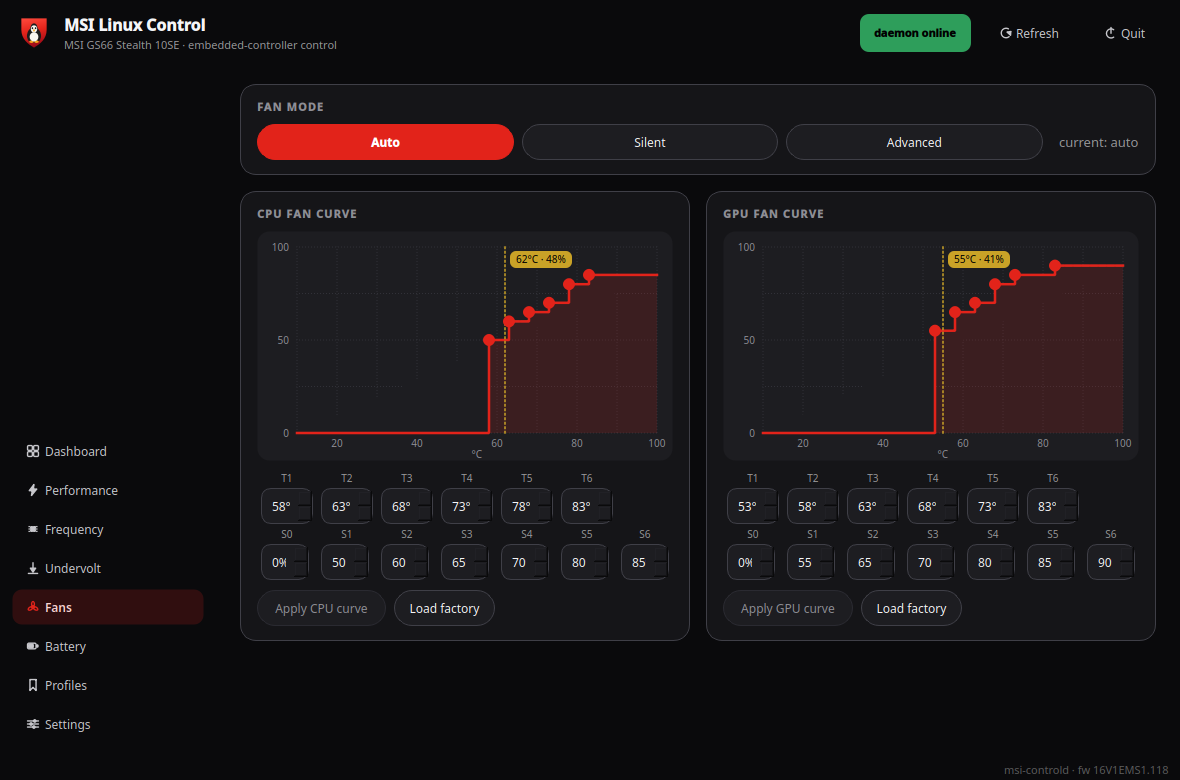 MSI Linux Control
MSI GS66 Stealth 10SE · embedded-controller control
daemon online
Refresh
Quit
FAN MODE
Auto
Silent
Advanced
current: auto
CPU FAN CURVE
100
50
0
62°C · 48%
20 40 60 80 100
°C
T1 T2 T3 T4 T5 T6
58° 63° 68° 73° 78° 83°
S0 S1 S2 S3 S4 S5 S6
0% 50 60 65 70 80 85
Apply CPU curve
Load factory
GPU FAN CURVE
100
50
0
55°C · 41%
20 40 60 80 100
°C
T1 T2 T3 T4 T5 T6
53° 58° 63° 68° 73° 83°
S0 S1 S2 S3 S4 S5 S6
0% 55 65 70 80 85 90
Apply GPU curve
Load factory
Dashboard
Performance
Frequency
Undervolt
Fans
Battery
Profiles
Settings
msi-controld · fw 16V1EMS1.118